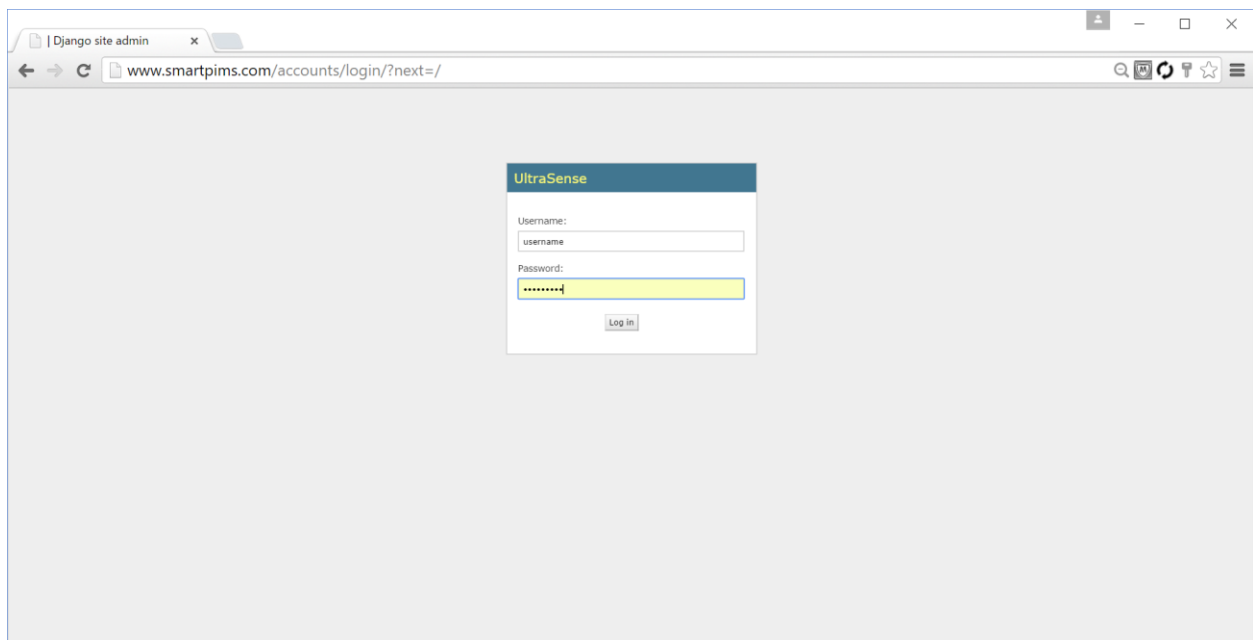 | Django site admin
www.smartpims.com/accounts/login/?next=/
UltraSense
Username:
username
Password:
•••••••••
Log in